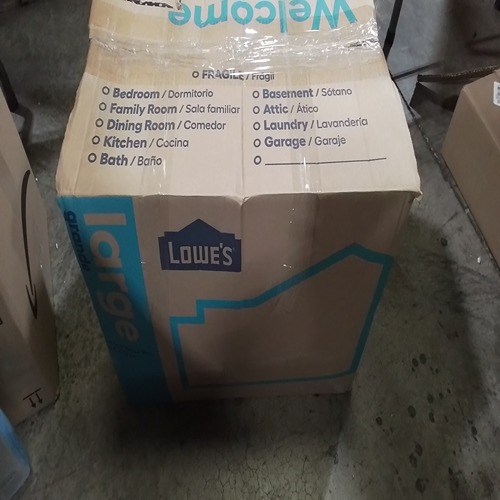 Welcome
FRAGILE / Frágil
Bedroom / Dormitorio
Family Room / Sala familiar
Dining Room / Comedor
Kitchen / Cocina
Bath / Baño
Basement / Sótano
Attic / Ático
Laundry / Lavandería
Garage / Garaje
large
grande
LOWE'S